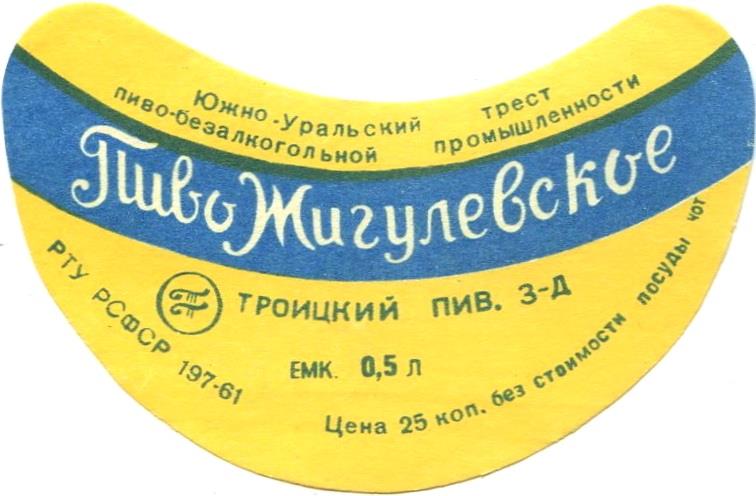 Южно-Уральский трест
пиво-безалкогольной промышленности
Пиво Жигулевское
ТРОИЦКИЙ ПИВ. З-Д
РТУ РСФСР 197-61
ЕМК. 0,5 Л
Цена 25 коп. без стоимости посуды
чот